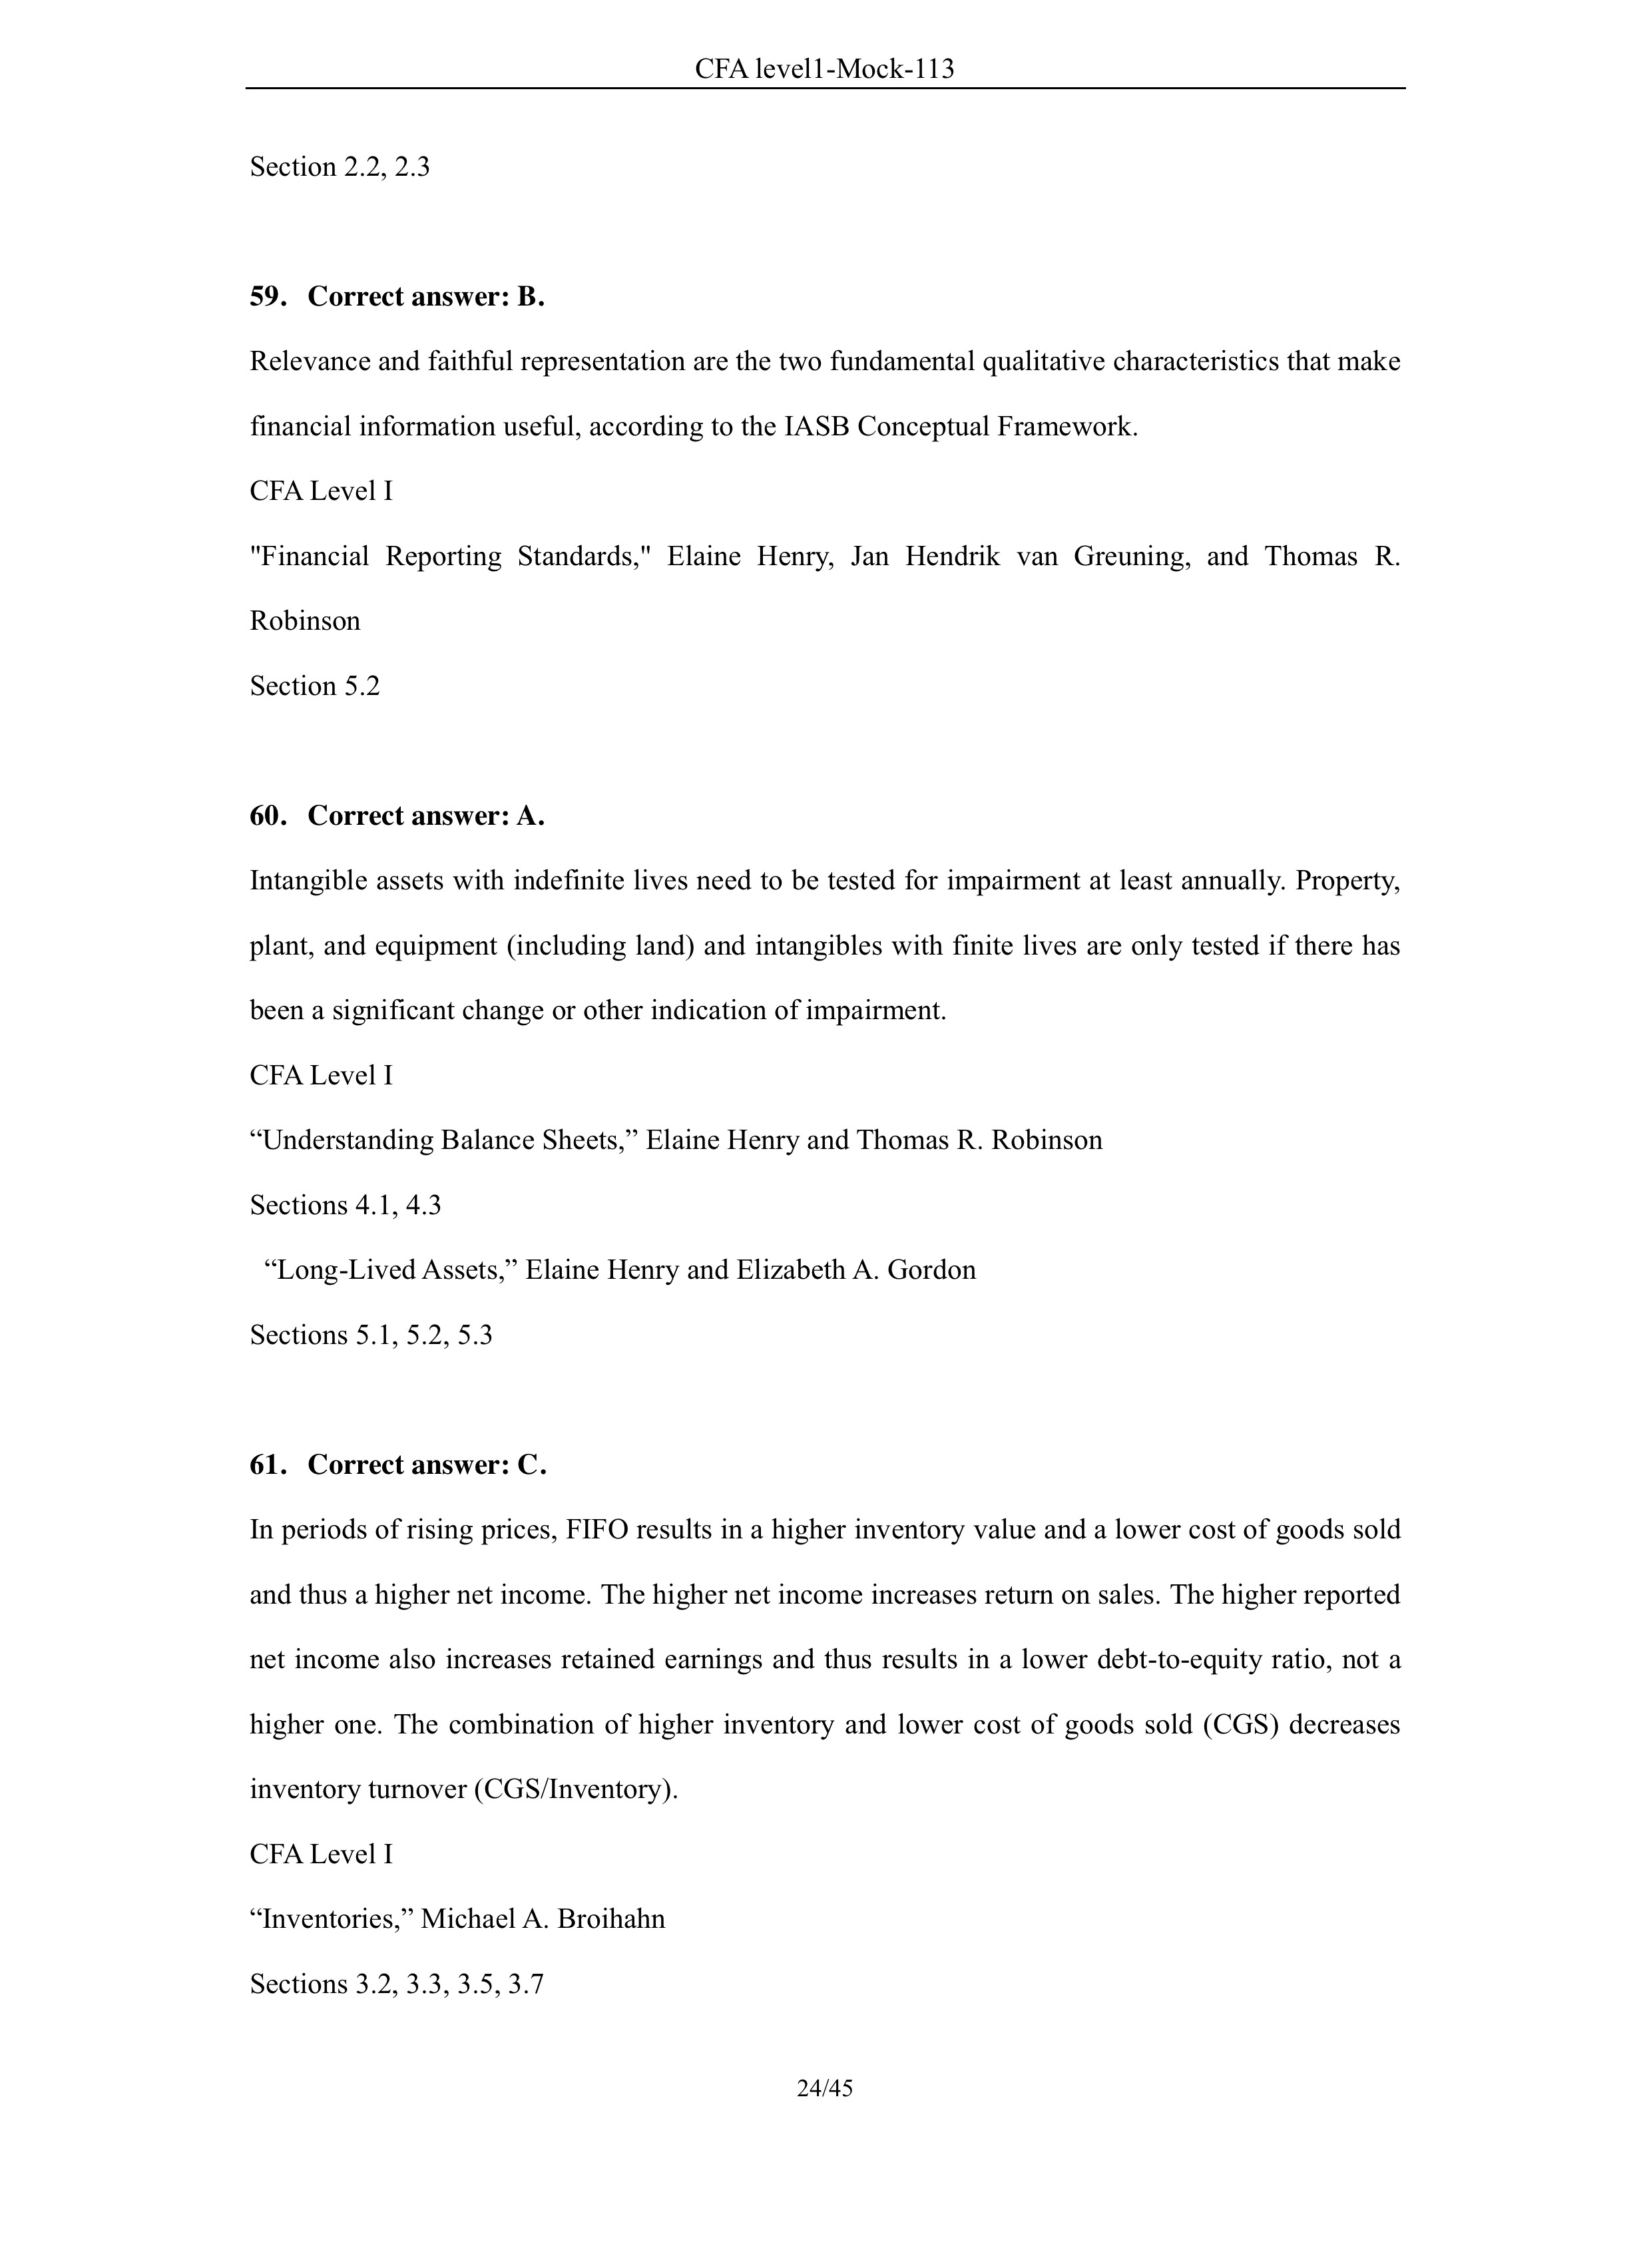 CFA level1-Mock-113
Section 2.2, 2.3
59. Correct answer: B.
Relevance and faithful representation are the two fundamental qualitative characteristics that make
financial information useful, according to the IASB Conceptual Framework.
CFA Level I
"Financial Reporting Standards," Elaine Henry, Jan Hendrik van Greuning, and Thomas R.
Robinson
Section 5.2
60. Correct answer: A.
Intangible assets with indefinite lives need to be tested for impairment at least annually. Property,
plant, and equipment (including land) and intangibles with finite lives are only tested if there has
been a significant change or other indication of impairment.
CFA Level I
“Understanding Balance Sheets,” Elaine Henry and Thomas R. Robinson
Sections 4.1, 4.3
“Long-Lived Assets,” Elaine Henry and Elizabeth A. Gordon
Sections 5.1, 5.2, 5.3
61. Correct answer: C.
In periods of rising prices, FIFO results in a higher inventory value and a lower cost of goods sold
and thus a higher net income. The higher net income increases return on sales. The higher reported
net income also increases retained earnings and thus results in a lower debt-to-equity ratio, not a
higher one. The combination of higher inventory and lower cost of goods sold (CGS) decreases
inventory turnover (CGS/Inventory).
CFA Level I
“Inventories,” Michael A. Broihahn
Sections 3.2, 3.3, 3.5, 3.7
24/45